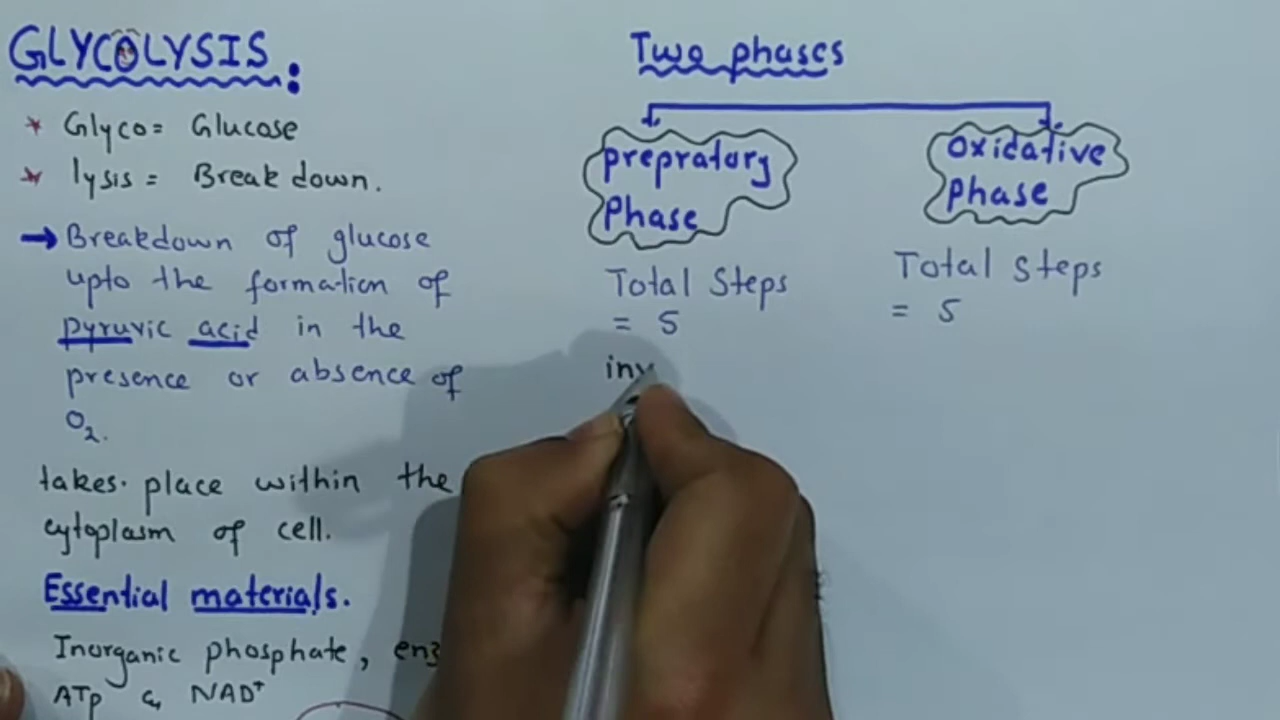 GLYCOLYSIS:
* Glyco = Glucose
* lysis = Break down.
→ Breakdown of glucose
upto the formation of
pyruvic acid in the
presence or absence of
O2.
takes place within the
cytoplasm of cell.
Essential materials.
Inorganic phosphate,
ATP & NAD+
Two phases
prepratory
Phase
Total Steps
= 5
oxidative
Phase
Total steps
= 5